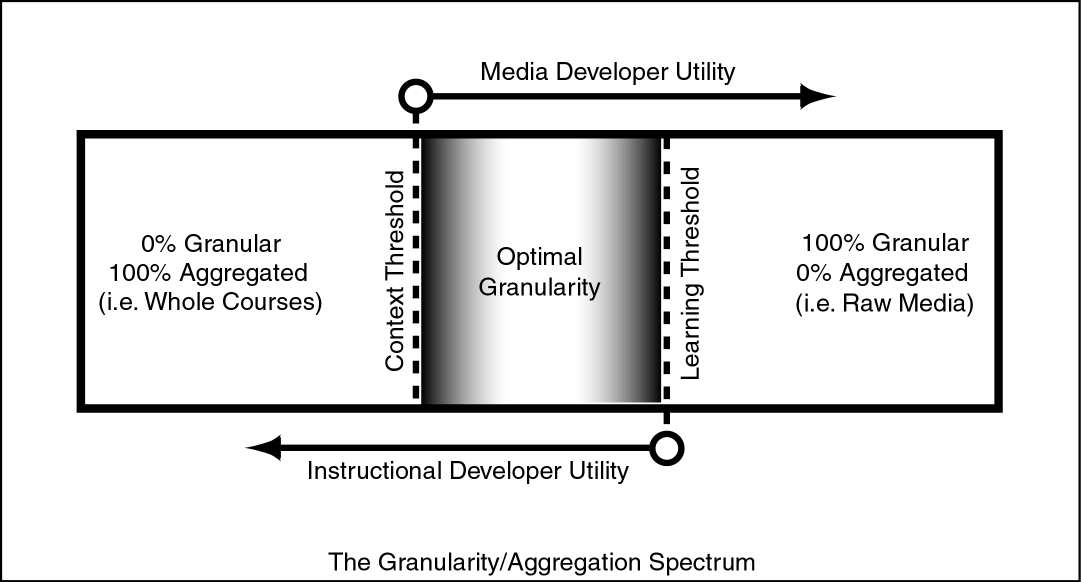 Media Developer Utility
0% Granular
100% Aggregated
(i.e. Whole Courses)
Context Threshold
Optimal
Granularity
Learning Threshold
100% Granular
0% Aggregated
(i.e. Raw Media)
Instructional Developer Utility
The Granularity/Aggregation Spectrum